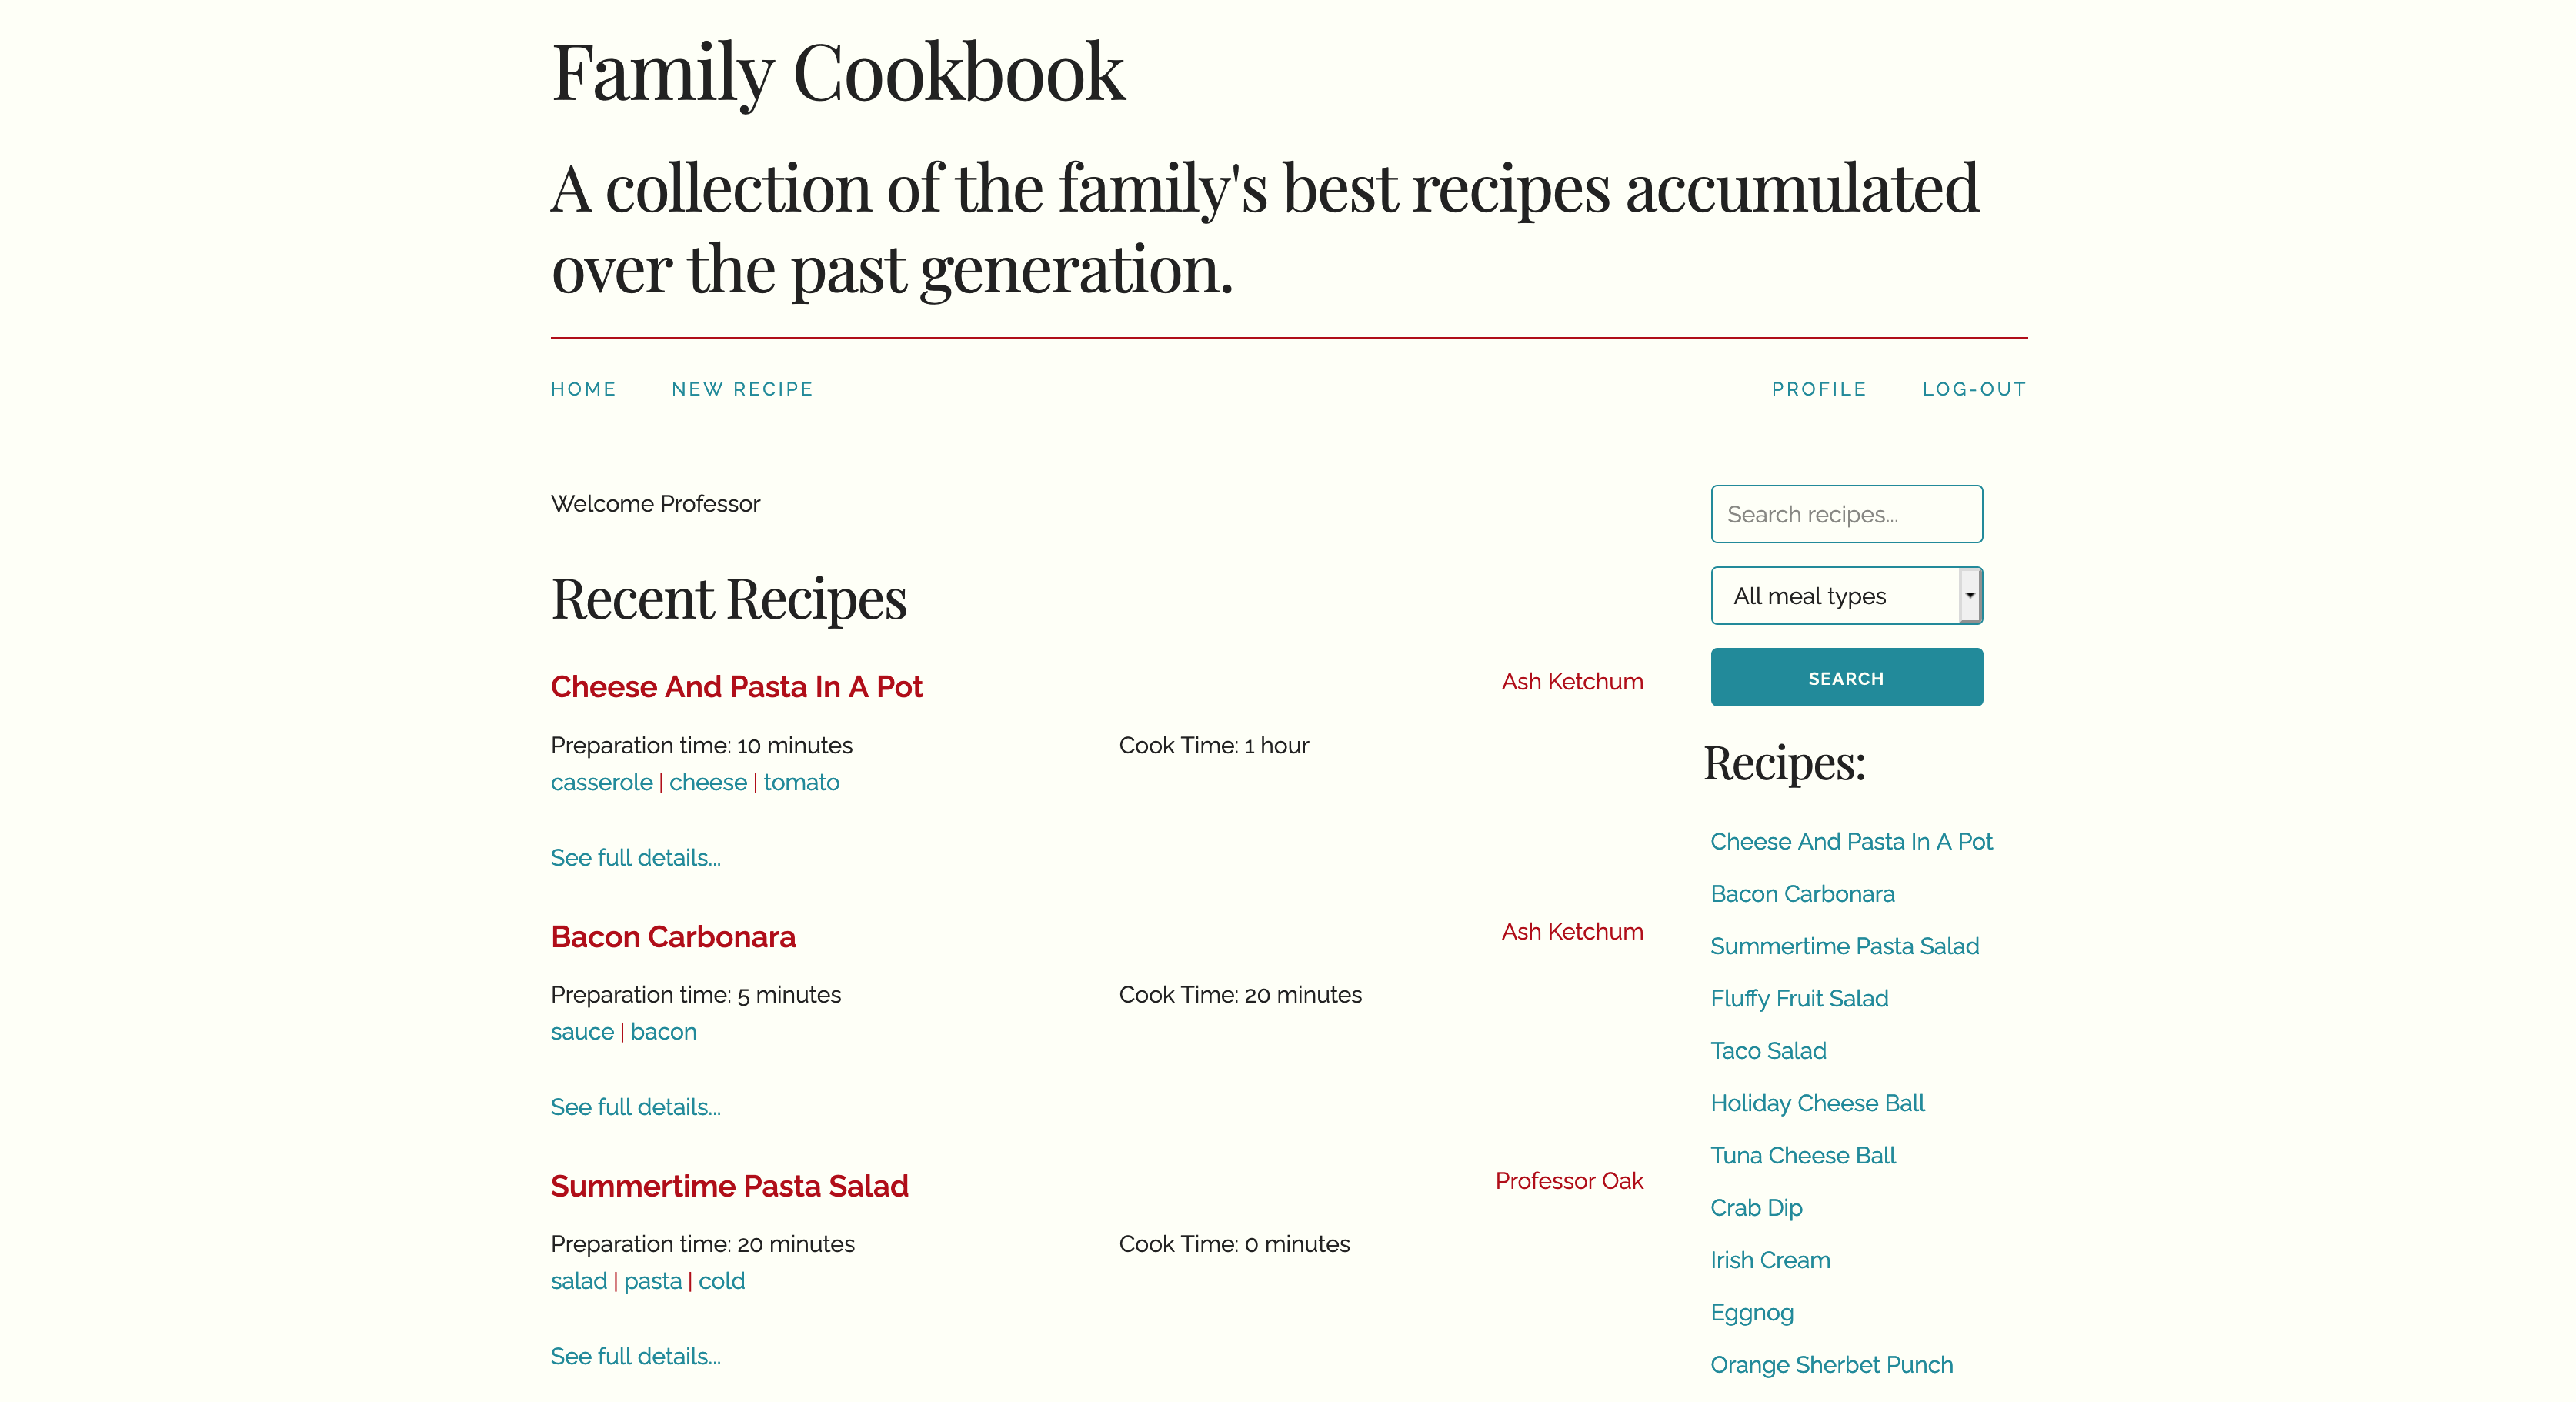 Family Cookbook
A collection of the family's best recipes accumulated
over the past generation.
HOME NEW RECIPE PROFILE LOG-OUT
Welcome Professor
Recent Recipes
Cheese And Pasta In A Pot Ash Ketchum
Preparation time: 10 minutes Cook Time: 1 hour
casserole | cheese | tomato
See full details...
Bacon Carbonara Ash Ketchum
Preparation time: 5 minutes Cook Time: 20 minutes
sauce | bacon
See full details...
Summertime Pasta Salad Professor Oak
Preparation time: 20 minutes Cook Time: 0 minutes
salad | pasta | cold
See full details...
Search recipes...
All meal types
SEARCH
Recipes:
Cheese And Pasta In A Pot
Bacon Carbonara
Summertime Pasta Salad
Fluffy Fruit Salad
Taco Salad
Holiday Cheese Ball
Tuna Cheese Ball
Crab Dip
Irish Cream
Eggnog
Orange Sherbet Punch